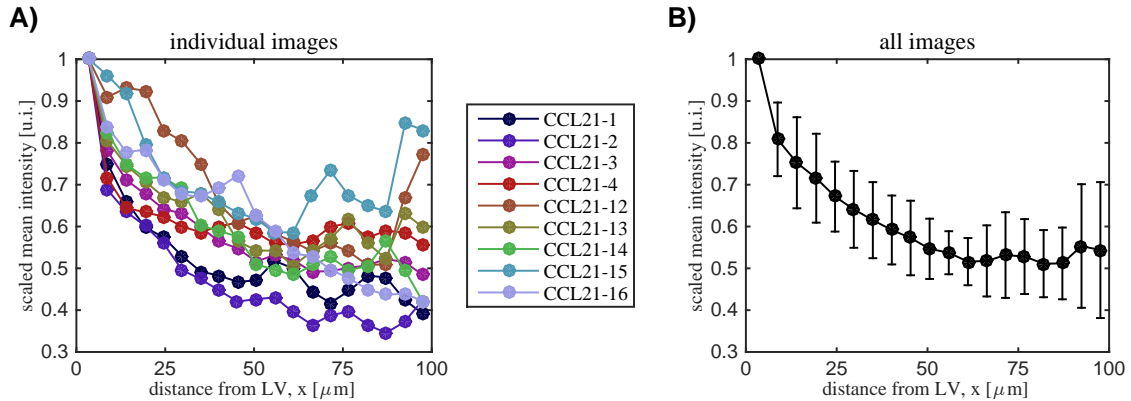 A)
individual images
scaled mean intensity [u.i.]
1
0.9
0.8
0.7
0.6
0.5
0.4
0.3
0
25
50
75
100
distance from LV, x [μm]
CCL21-1
CCL21-2
CCL21-3
CCL21-4
CCL21-12
CCL21-13
CCL21-14
CCL21-15
CCL21-16
B)
all images
scaled mean intensity [u.i.]
1
0.9
0.8
0.7
0.6
0.5
0.4
0.3
0
25
50
75
100
distance from LV, x [μm]